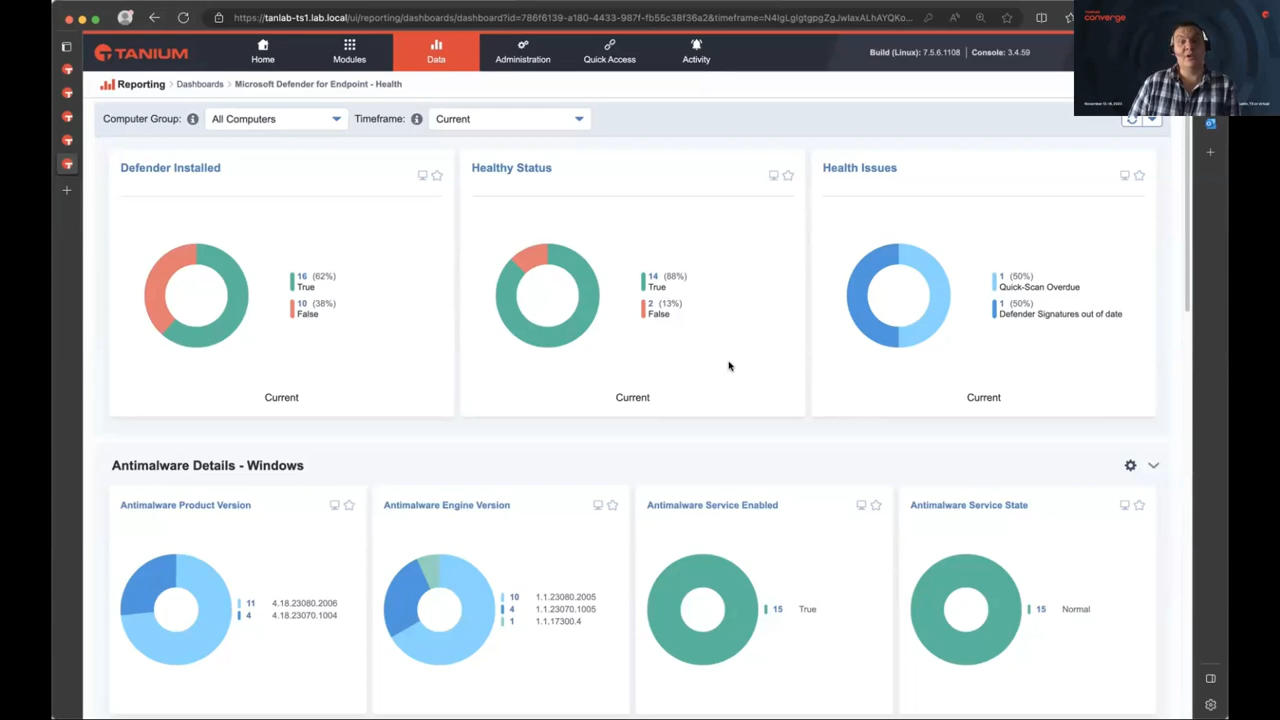 https://tanlab-ts1.lab.local/ui/reporting/dashboards/dashboard?id=786f6139-a180-4433-987f-fb55c38f36a2&timeframe=N4IgLgIgtgpgZgJwIaxALhAYQKo...
TANIUM
Home
Modules
Data
Administration
Quick Access
Activity
Build (Linux): 7.5.6.1108
Console: 3.4.59
converge
Reporting > Dashboards > Microsoft Defender for Endpoint - Health
Computer Group:
All Computers
Timeframe:
Current
Defender Installed
16 (62%)
True
10 (38%)
False
Current
Healthy Status
14 (88%)
True
2 (13%)
False
Current
Health Issues
1 (50%)
Quick-Scan Overdue
1 (50%)
Defender Signatures out of date
Current
Antimalware Details - Windows
Antimalware Product Version
11 4.18.23080.2006
4 4.18.23070.1004
Antimalware Engine Version
10 1.1.23080.2005
4 1.1.23070.1005
1 1.1.17300.4
Antimalware Service Enabled
15 True
Antimalware Service State
15 Normal